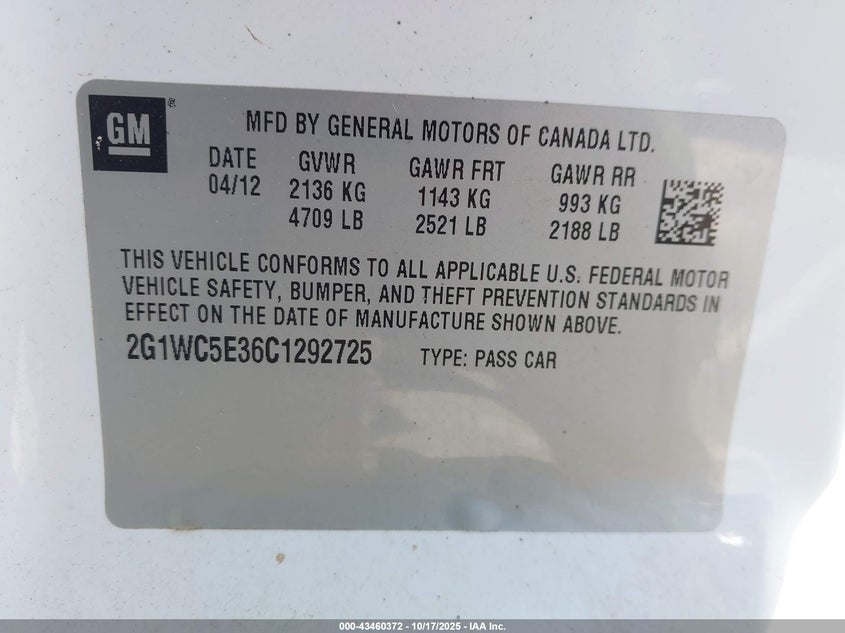 GM ®
MFD BY GENERAL MOTORS OF CANADA LTD.
DATE GVWR GAWR FRT GAWR RR
04/12 2136 KG 1143 KG 993 KG
4709 LB 2521 LB 2188 LB
THIS VEHICLE CONFORMS TO ALL APPLICABLE U.S. FEDERAL MOTOR
VEHICLE SAFETY, BUMPER, AND THEFT PREVENTION STANDARDS IN
EFFECT ON THE DATE OF MANUFACTURE SHOWN ABOVE.
2G1WC5E36C1292725 TYPE: PASS CAR
000-43460372 - 10/17/2025 - IAA Inc.